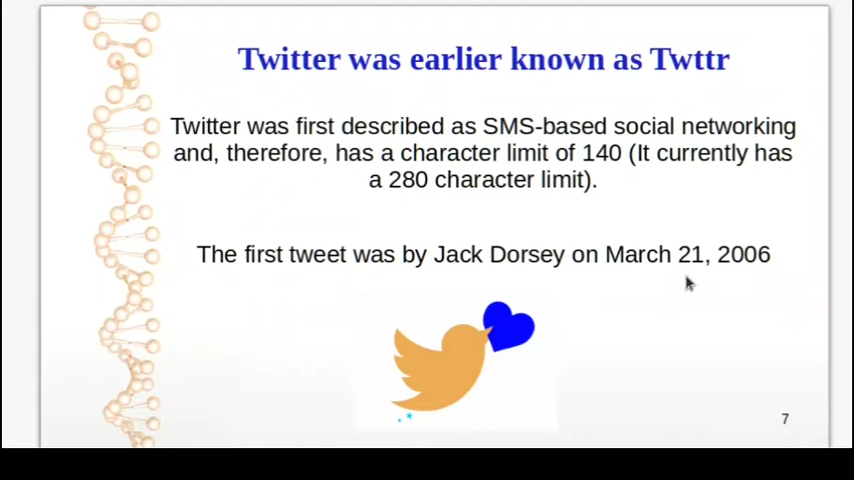 Twitter was earlier known as Twttr
Twitter was first described as SMS-based social networking
and, therefore, has a character limit of 140 (It currently has
a 280 character limit).
The first tweet was by Jack Dorsey on March 21, 2006
7